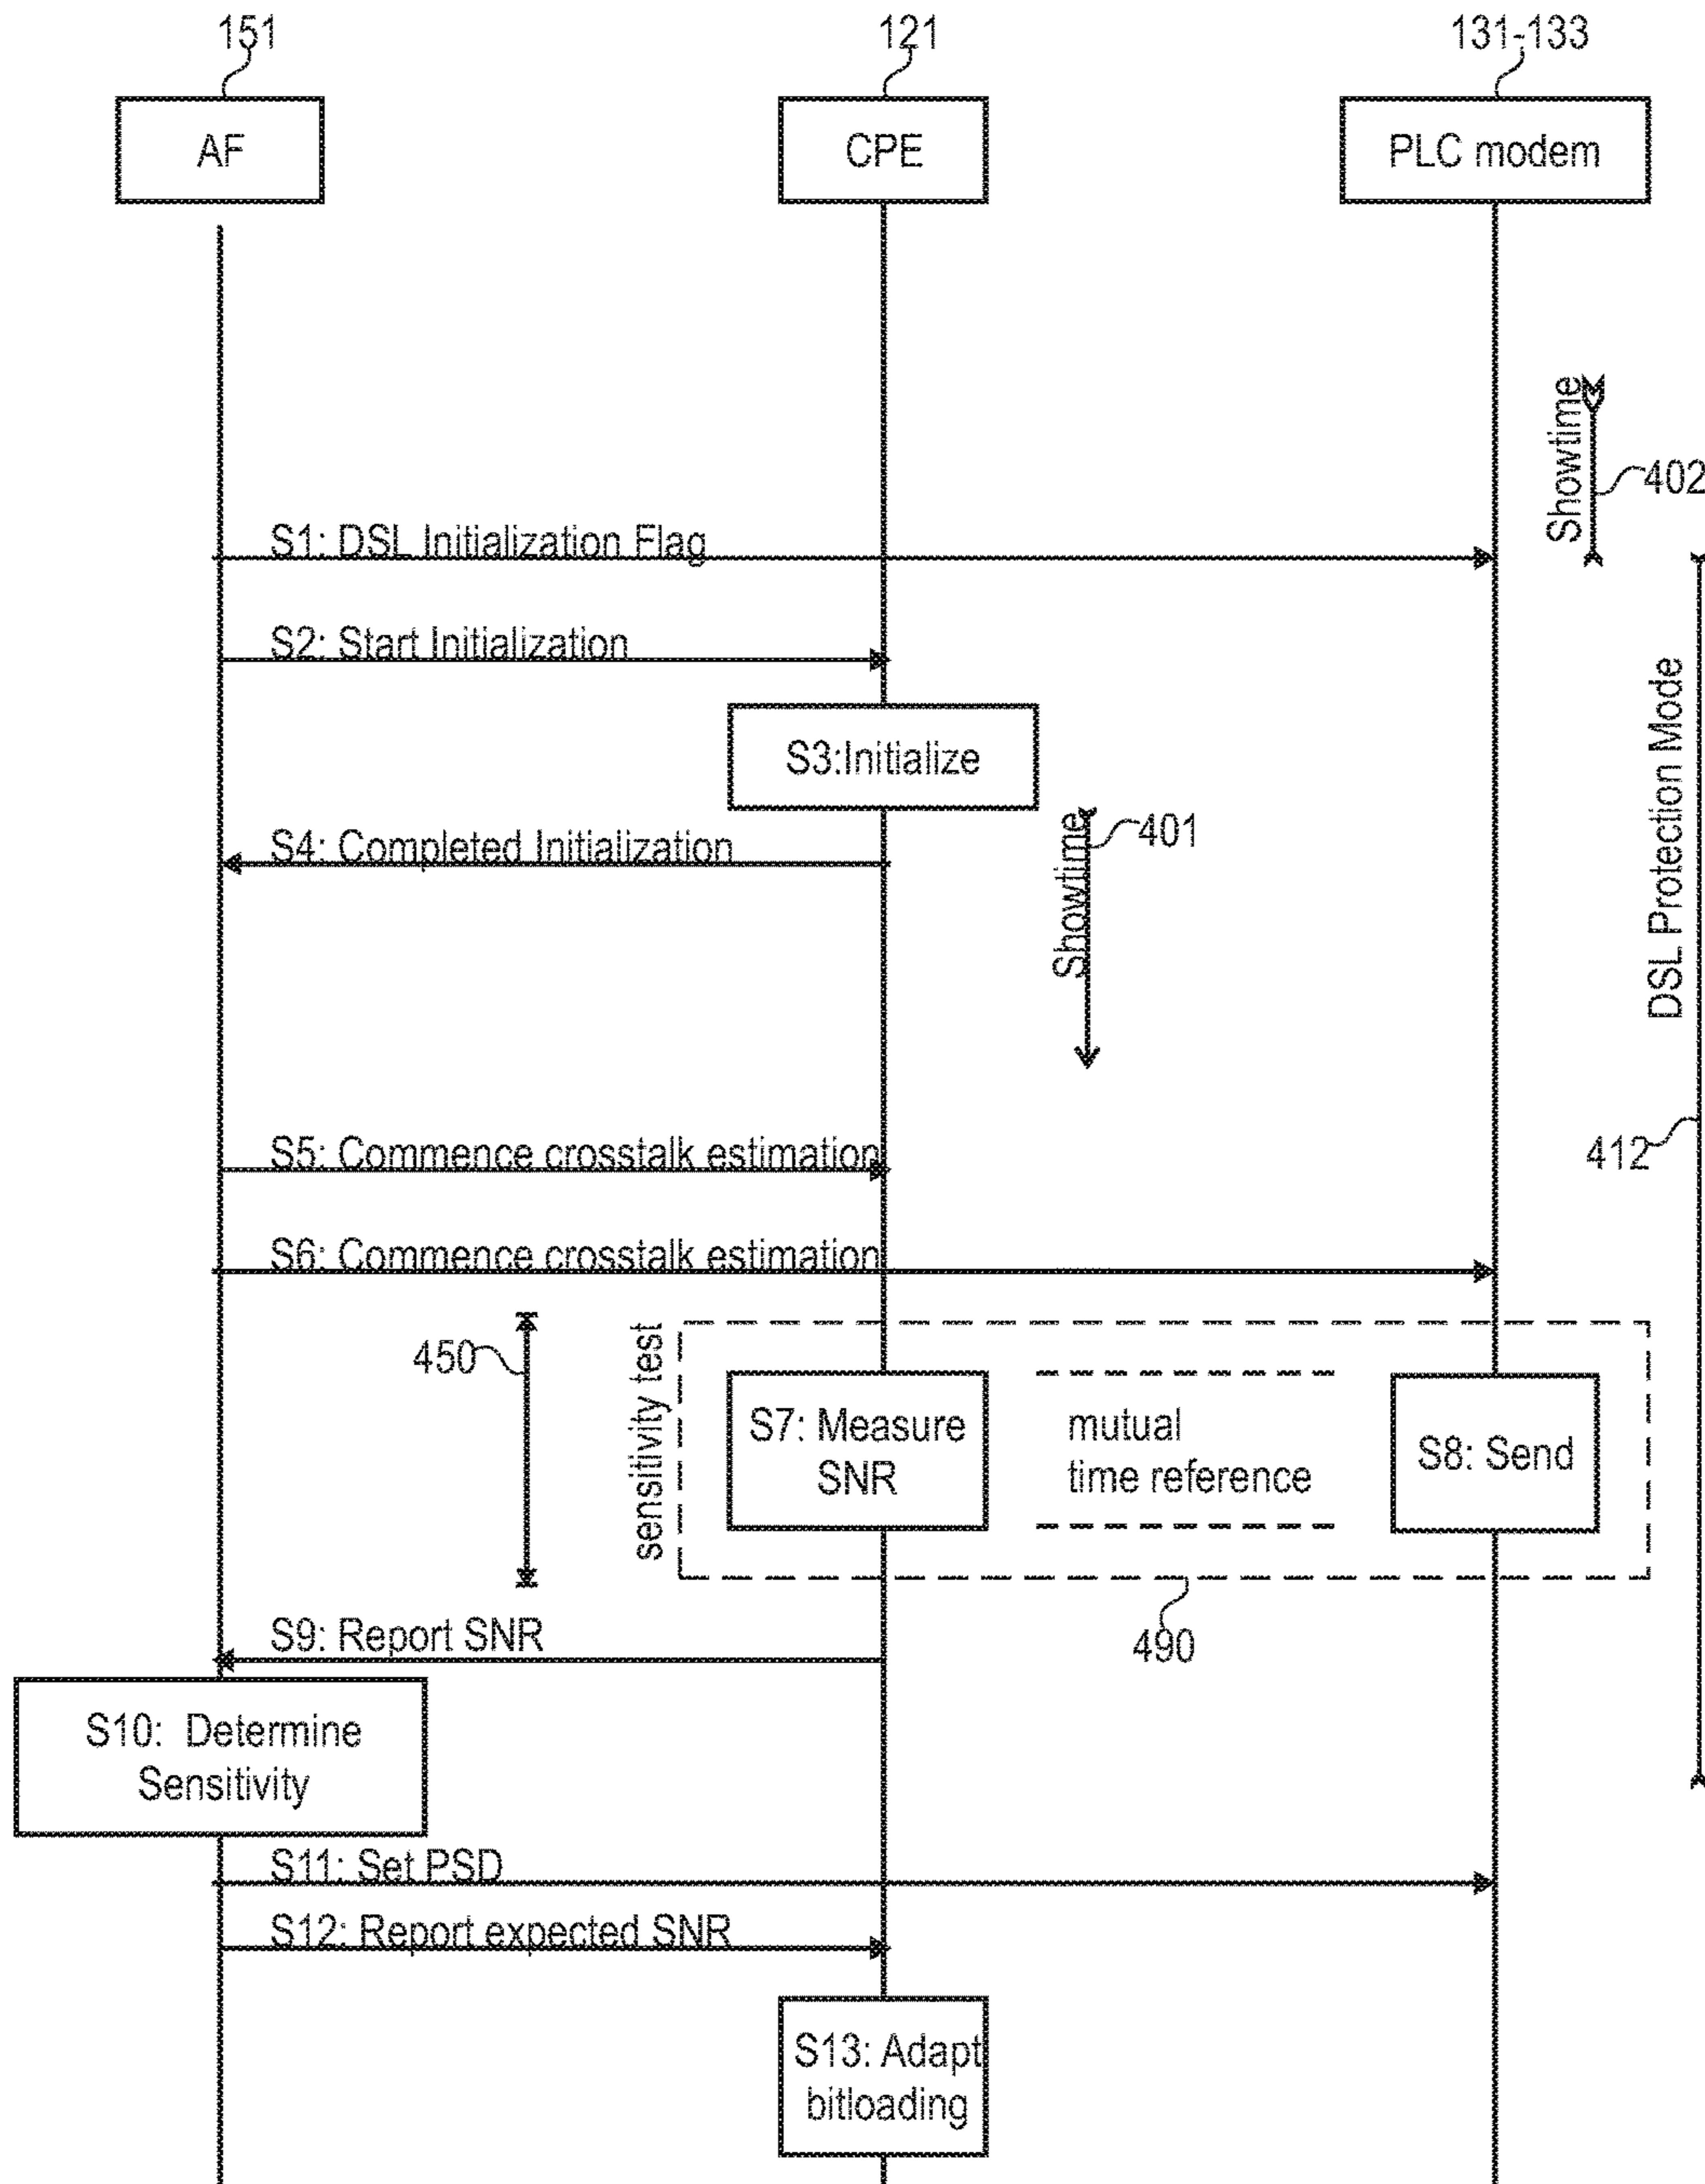 151
121
131-133
AF
CPE
PLC modem
Showtime
402
S1: DSL Initialization Flag
S2: Start Initialization
DSL Protection Mode
S3:Initialize
401
S4: Completed Initialization
Showtime
S5: Commence crosstalk estimation
412
S6: Commence crosstalk estimation
450
sensitivity test
S7: Measure
SNR
mutual
time reference
S8: Send
S9: Report SNR
490
S10: Determine
Sensitivity
S11: Set PSD
S12: Report expected SNR
S13: Adapt
bitloading